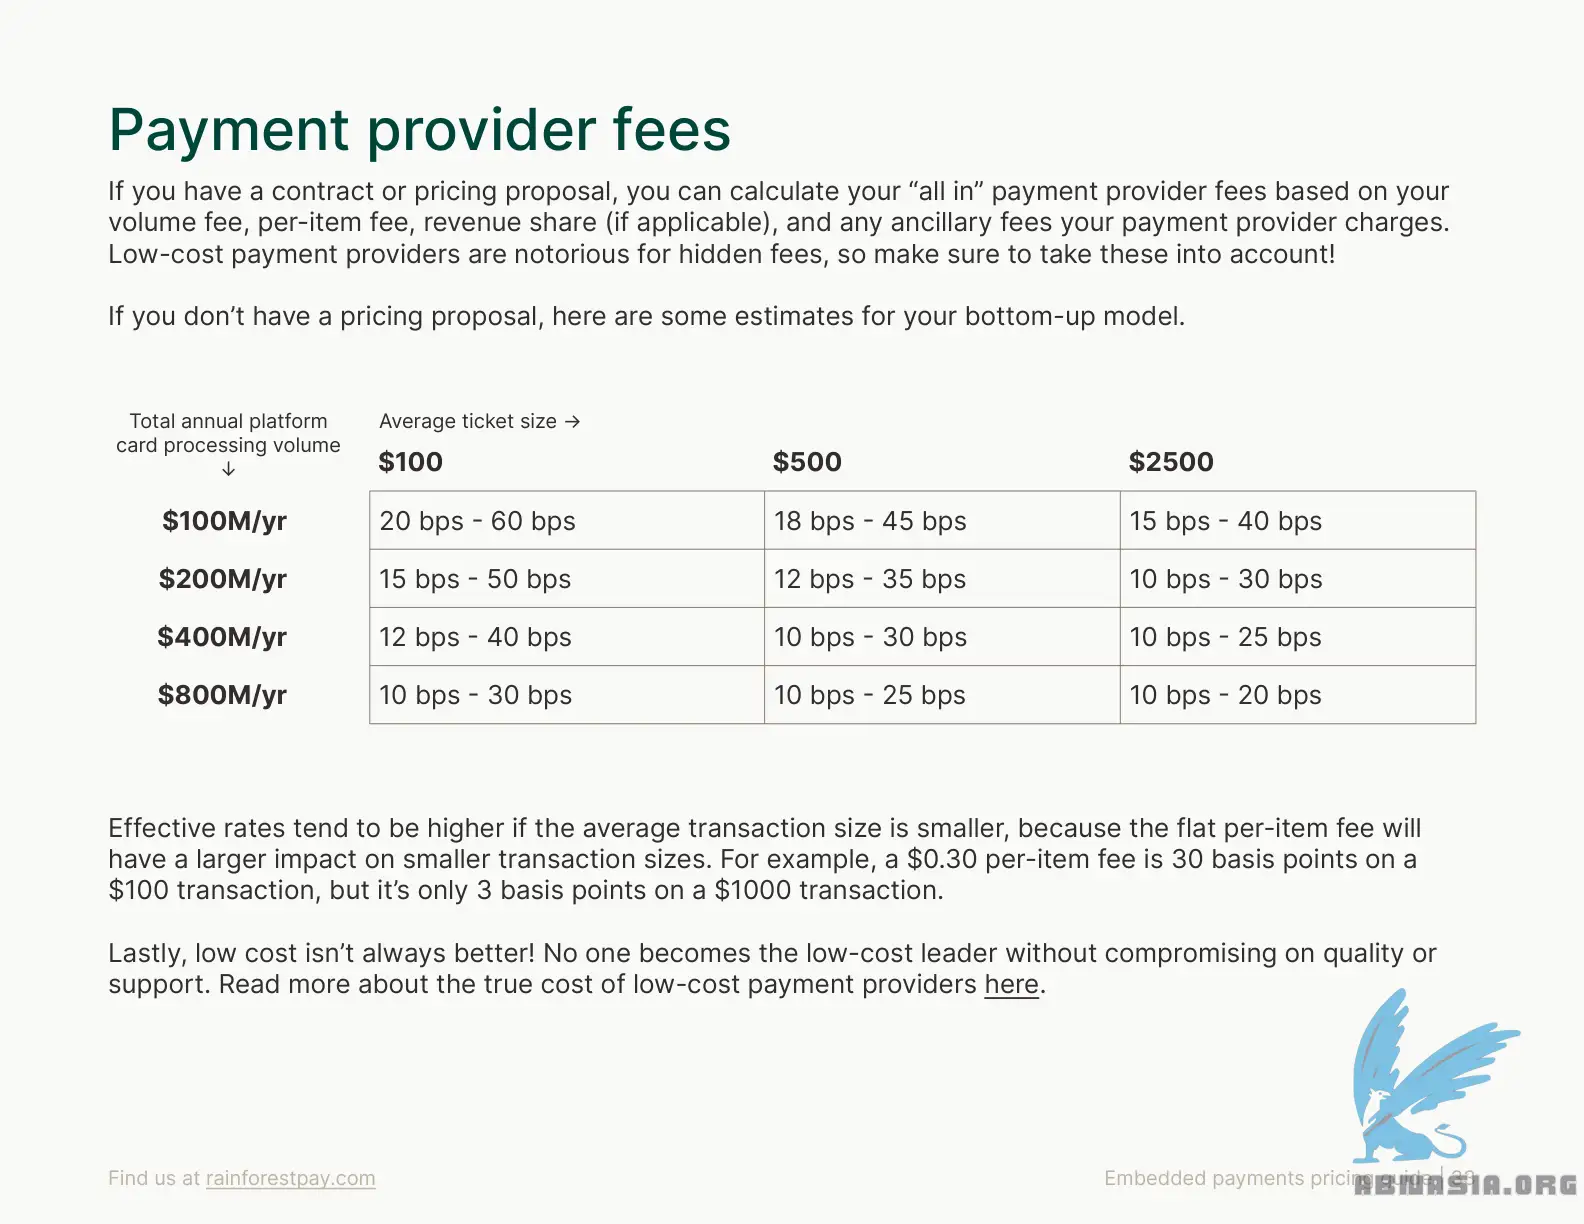 Payment provider fees
If you have a contract or pricing proposal, you can calculate your “all in” payment provider fees based on your
volume fee, per-item fee, revenue share (if applicable), and any ancillary fees your payment provider charges.
Low-cost payment providers are notorious for hidden fees, so make sure to take these into account!
If you don’t have a pricing proposal, here are some estimates for your bottom-up model.
Total annual platform
card processing volume
↓
Average ticket size →
$100 $500 $2500
$100M/yr 20 bps - 60 bps 18 bps - 45 bps 15 bps - 40 bps
$200M/yr 15 bps - 50 bps 12 bps - 35 bps 10 bps - 30 bps
$400M/yr 12 bps - 40 bps 10 bps - 30 bps 10 bps - 25 bps
$800M/yr 10 bps - 30 bps 10 bps - 25 bps 10 bps - 20 bps
Effective rates tend to be higher if the average transaction size is smaller, because the flat per-item fee will
have a larger impact on smaller transaction sizes. For example, a $0.30 per-item fee is 30 basis points on a
$100 transaction, but it’s only 3 basis points on a $1000 transaction.
Lastly, low cost isn’t always better! No one becomes the low-cost leader without compromising on quality or
support. Read more about the true cost of low-cost payment providers here.
Find us at rainforestpay.com
Embedded payments pricing guide |
AEWASIA.ORG